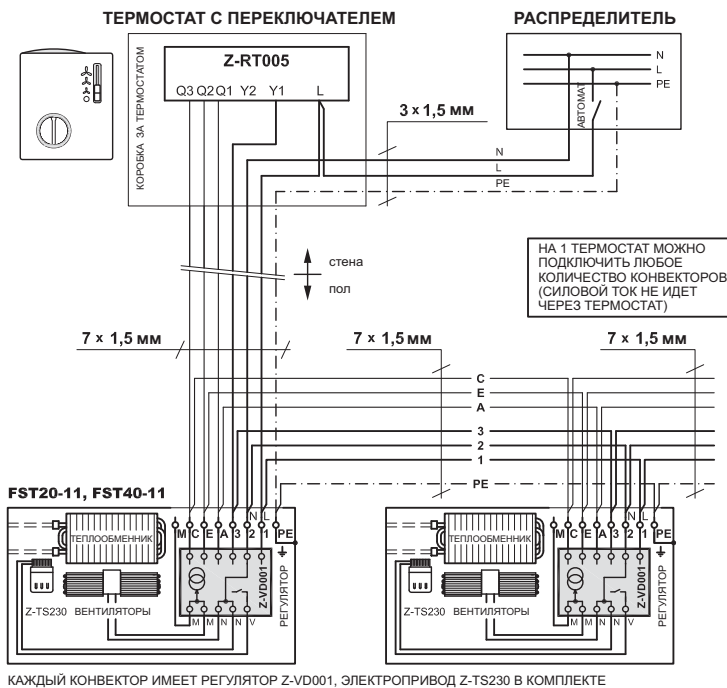 ТЕРМОСТАТ С ПЕРЕКЛЮЧАТЕЛЕМ
РАСПРЕДЕЛИТЕЛЬ
КОРОБКА ЗА ТЕРМОСТАТОМ
Z-RT005
Q3 Q2 Q1 Y2 Y1 L
N
L
PE
АВТОМАТ
3 x 1,5 мм
N
L
PE
стена
пол
НА 1 ТЕРМОСТАТ МОЖНО
ПОДКЛЮЧИТЬ ЛЮБОЕ
КОЛИЧЕСТВО КОНВЕКТОРОВ
(СИЛОВОЙ ТОК НЕ ИДЕТ
ЧЕРЕЗ ТЕРМОСТАТ)
7 x 1,5 мм
7 x 1,5 мм
7 x 1,5 мм
C
E
A
3
2
1
PE
FST20-11, FST40-11
N L
M C E A 3 2 1 PE
ТЕПЛООБМЕННИК
Z-TS230 ВЕНТИЛЯТОРЫ
Z-VD001
РЕГУЛЯТОР
M M N N V
N L
M C E A 3 2 1 PE
ТЕПЛООБМЕННИК
Z-TS230 ВЕНТИЛЯТОРЫ
Z-VD001
РЕГУЛЯТОР
M M N N V
КАЖДЫЙ КОНВЕКТОР ИМЕЕТ РЕГУЛЯТОР Z-VD001, ЭЛЕКТРОПРИВОД Z-TS230 В КОМПЛЕКТЕ